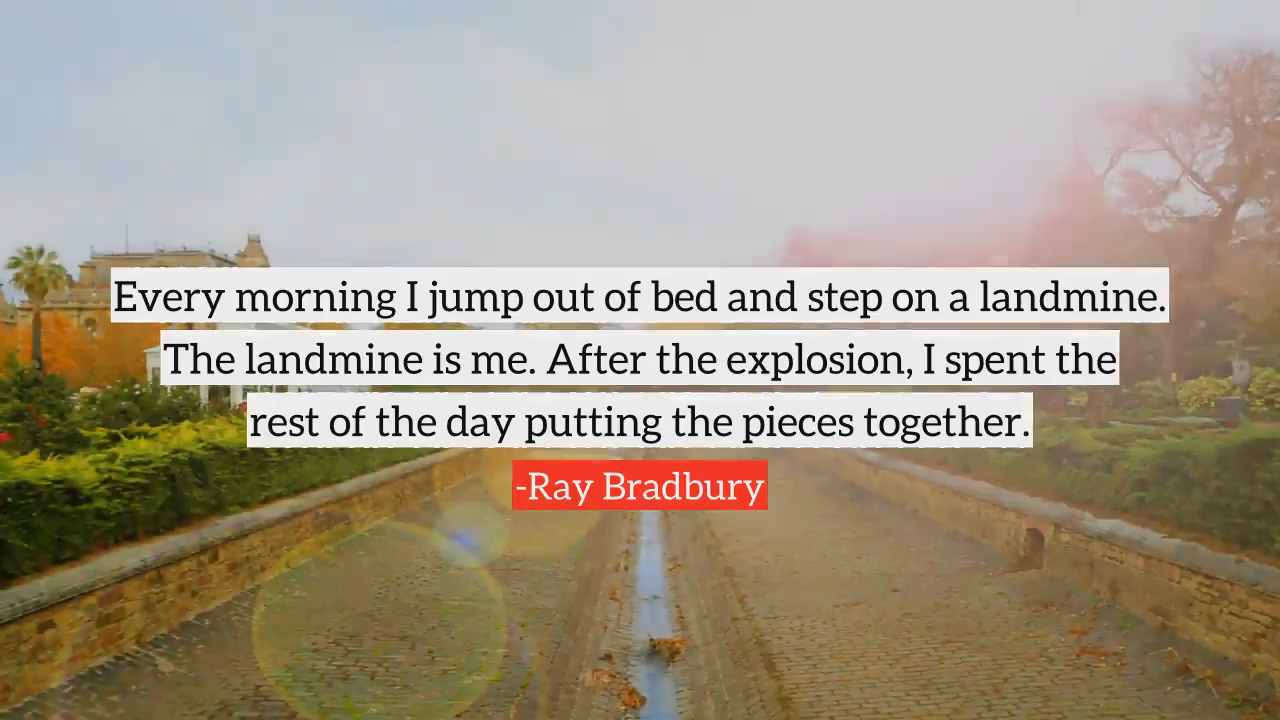 Every morning I jump out of bed and step on a landmine.
The landmine is me. After the explosion, I spent the
rest of the day putting the pieces together.
-Ray Bradbury